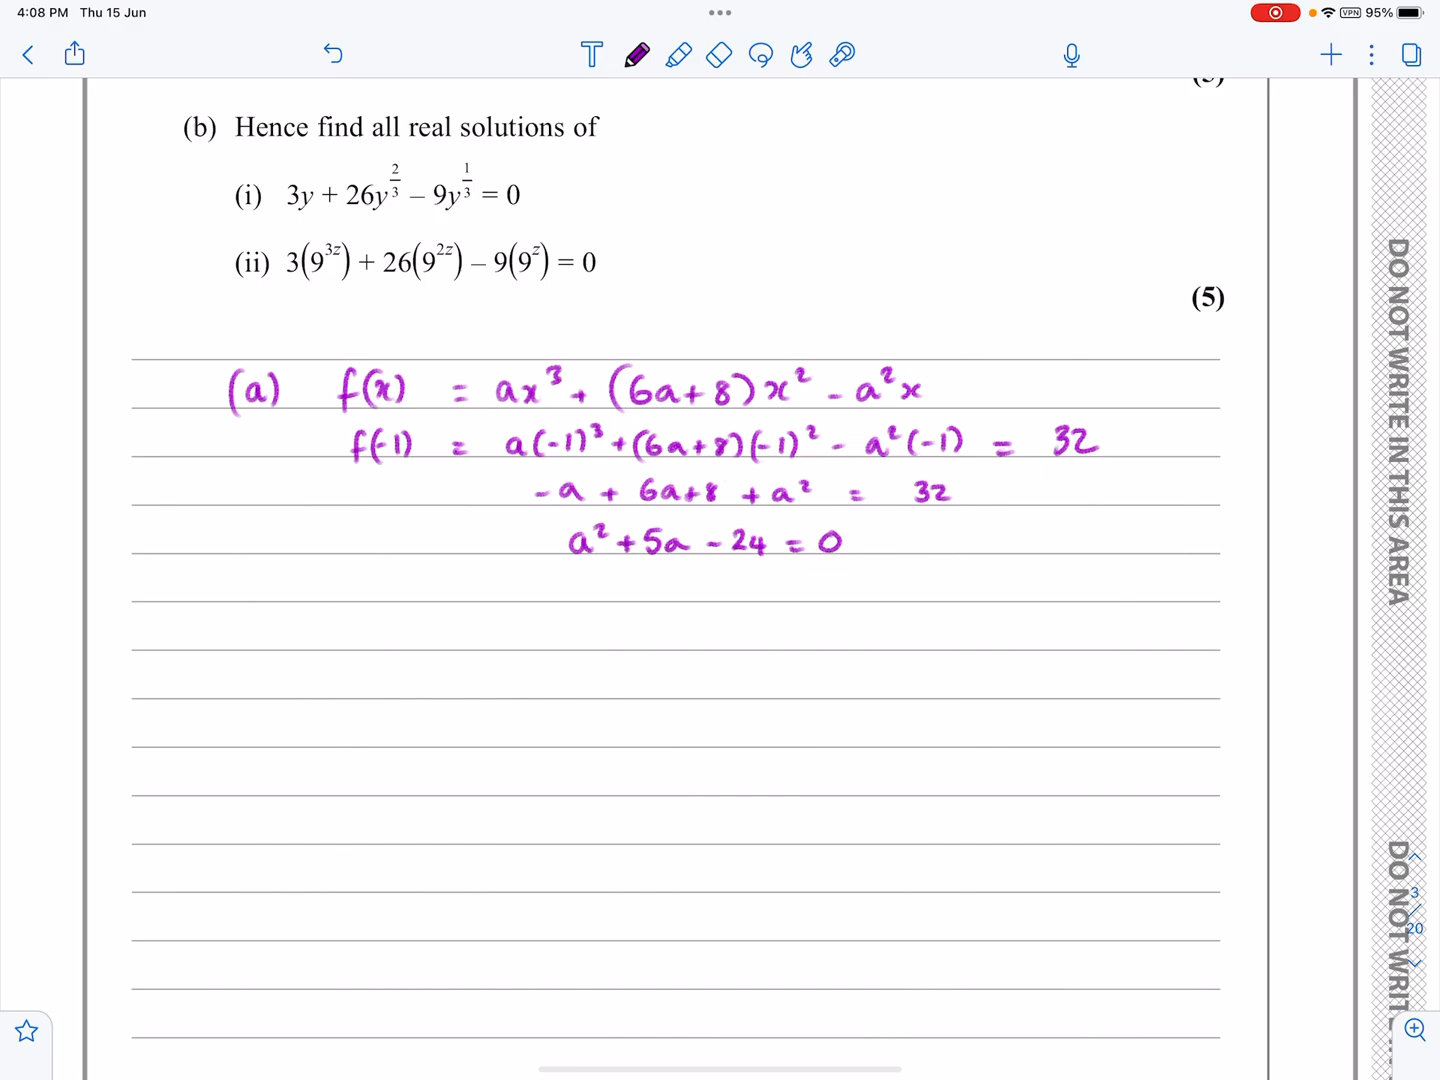 4:08 PM Thu 15 Jun
VPN 95%
(b) Hence find all real solutions of
(i) 3y + 26y^{2/3} – 9y^{1/3} = 0
(ii) 3(9^{3z}) + 26(9^{2z}) – 9(9^z) = 0
(5)
(a) f(x) = ax³ + (6a+8)x² - a²x
f(-1) = a(-1)³ + (6a+8)(-1)² - a²(-1) = 32
-a + 6a+8 + a² = 32
a² + 5a - 24 = 0
DO NOT WRITE IN THIS AREA
DO NOT WRIT
3
20